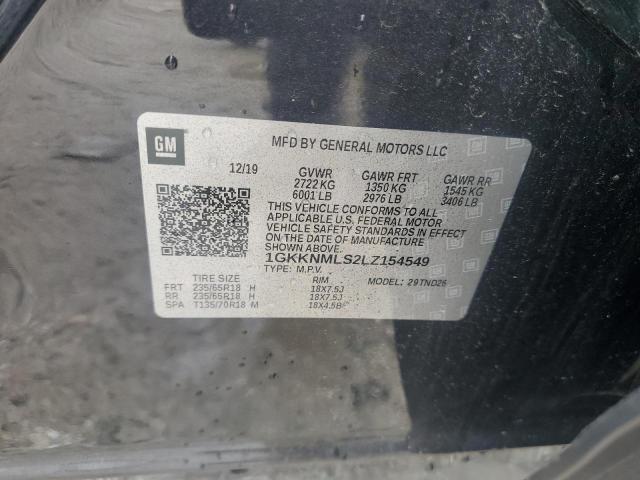 GM
MFD BY GENERAL MOTORS LLC
12/19 GVWR GAWR FRT GAWR RR
2722 KG 1350 KG 1545 KG
6001 LB 2976 LB 3406 LB
THIS VEHICLE CONFORMS TO ALL
APPLICABLE U.S. FEDERAL MOTOR
VEHICLE SAFETY STANDARDS IN EFFECT
ON THE DATE OF MANUFACTURE
SHOWN ABOVE.
1GKKNMLS2LZ154549
TYPE: M.P.V.
TIRE SIZE RIM MODEL: 29TND26
FRT 235/65R18 H 18X7.5J
RR 235/65R18 H 18X7.5J
SPA T135/70R18 M 18X4.5B